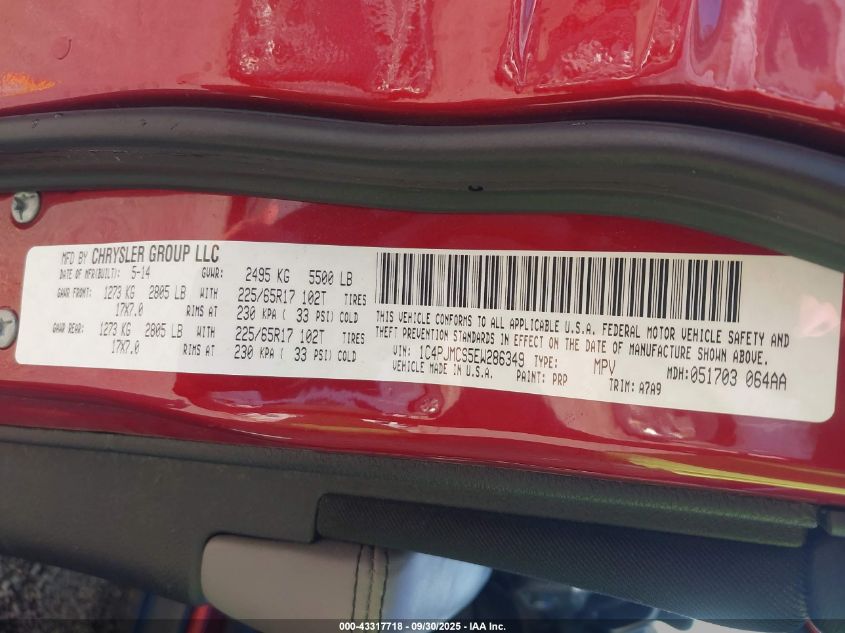 MFD BY CHRYSLER GROUP LLC
DATE OF MFR(BUILT): 5-14 GVWR: 2495 KG 5500 LB
GAWR FRONT: 1273 KG 2805 LB WITH 225/65R17 102T TIRES
17X7.0 RIMS AT 230 KPA ( 33 PSI) COLD
GAWR REAR: 1273 KG 2805 LB WITH 225/65R17 102T TIRES
17X7.0 RIMS AT 230 KPA ( 33 PSI) COLD
THIS VEHICLE CONFORMS TO ALL APPLICABLE U.S.A. FEDERAL MOTOR VEHICLE SAFETY AND
THEFT PREVENTION STANDARDS IN EFFECT ON THE DATE OF MANUFACTURE SHOWN ABOVE.
VIN: 1C4PJMCS5EW286349 TYPE: MPV MDH:051703 064AA
VEHICLE MADE IN U.S.A. PAINT: PRP TRIM: A7A9
000-43317718 - 09/30/2025 - IAA Inc.